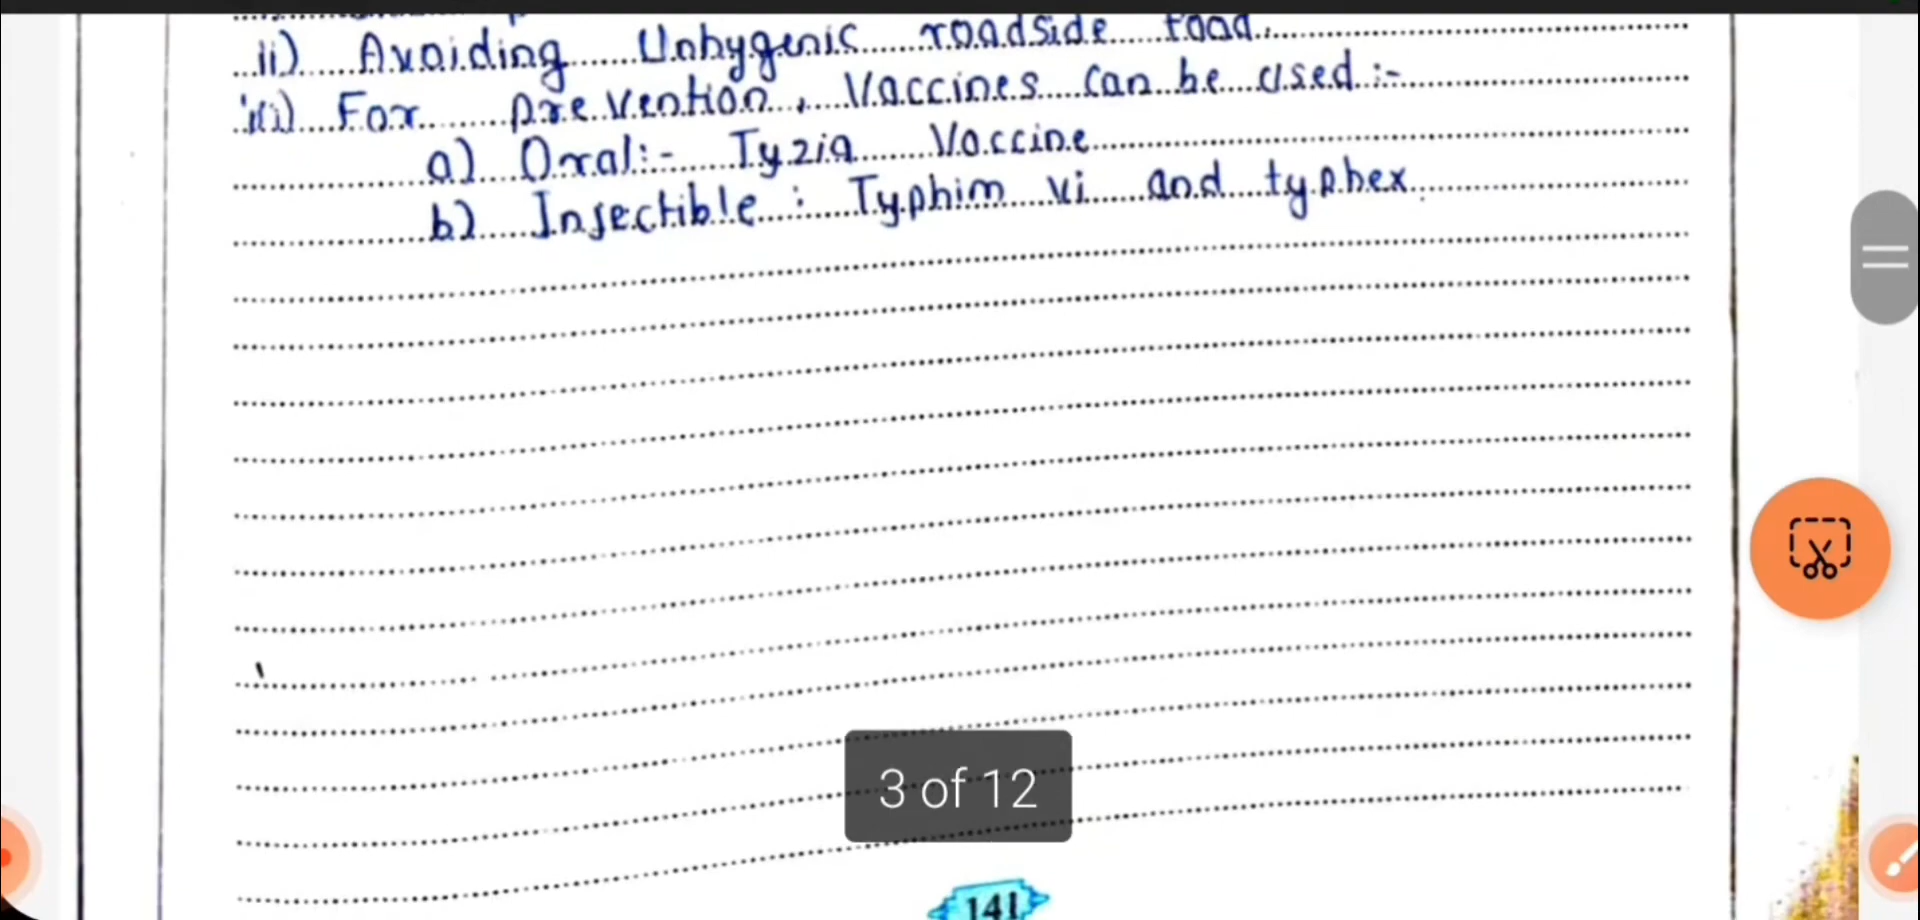 ii) Avoiding Unhygenic roadside food.
iii) For prevention, Vaccines can be used :-
a) Oral:- Ty21a Vaccine
b) Injectible : Typhim vi and typhex.
3 of 12
141